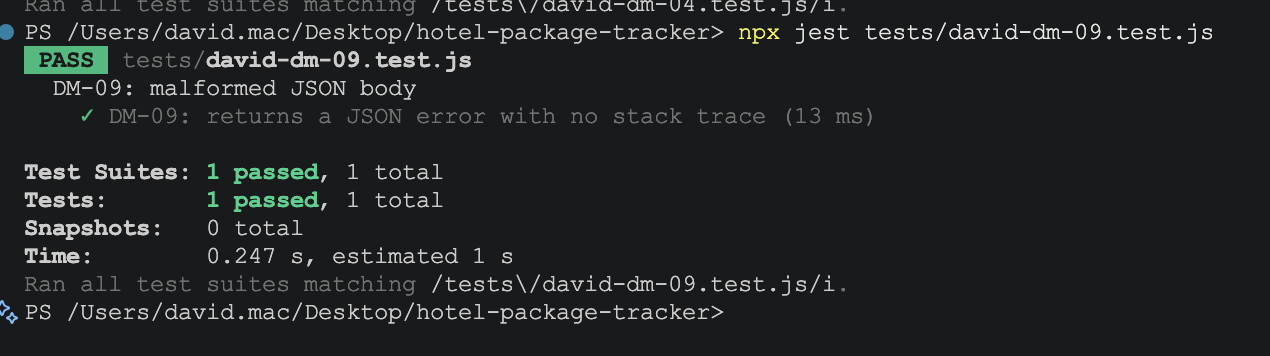 Ran all test suites matching /tests\/david-dm-04.test.js/i.
PS /Users/david.mac/Desktop/hotel-package-tracker> npx jest tests/david-dm-09.test.js
PASS tests/david-dm-09.test.js
DM-09: malformed JSON body
✓ DM-09: returns a JSON error with no stack trace (13 ms)
Test Suites: 1 passed, 1 total
Tests: 1 passed, 1 total
Snapshots: 0 total
Time: 0.247 s, estimated 1 s
Ran all test suites matching /tests\/david-dm-09.test.js/i.
PS /Users/david.mac/Desktop/hotel-package-tracker>